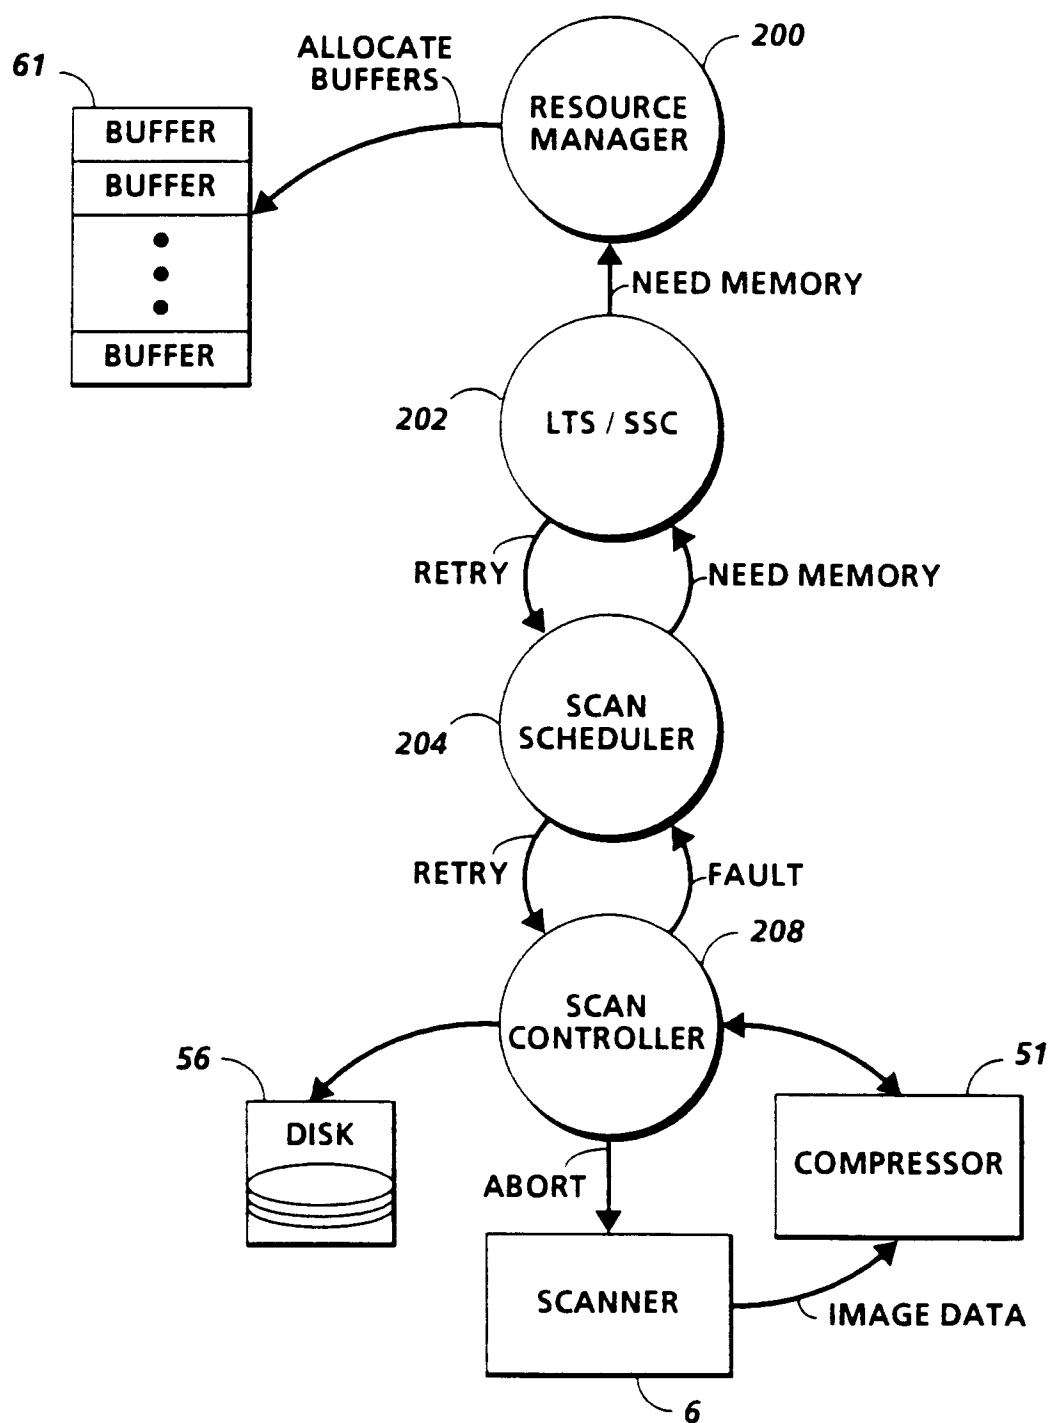 200
ALLOCATE
BUFFERS
61
RESOURCE
MANAGER
BUFFER
BUFFER
BUFFER
NEED MEMORY
202
LTS / SSC
RETRY
NEED MEMORY
SCAN
SCHEDULER
204
RETRY
FAULT
208
SCAN
CONTROLLER
56
51
DISK
COMPRESSOR
ABORT
SCANNER
IMAGE DATA
6